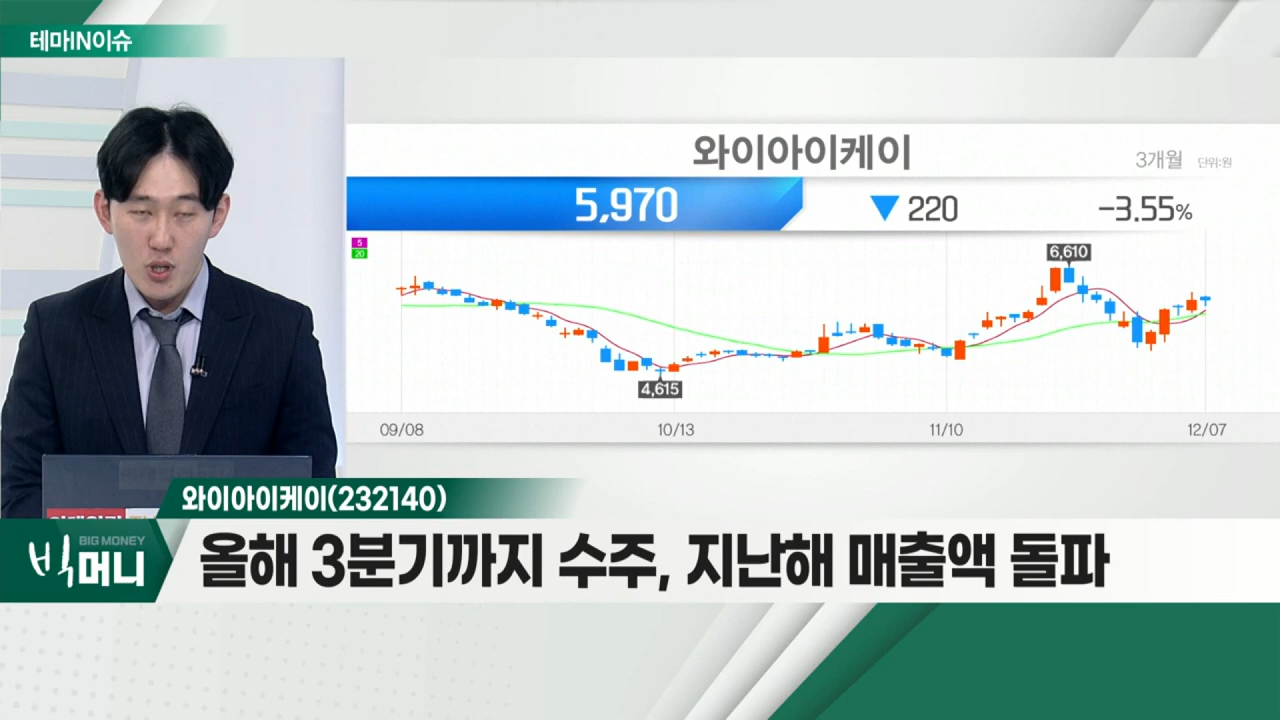 테마IN이슈
와이아이케이
3개월 단위:원
5,970 ▼ 220 -3.55%
5
20
6,610
4,615
09/08 10/13 11/10 12/07
와이아이케이(232140)
BIG MONEY
빅머니
올해 3분기까지 수주, 지난해 매출액 돌파